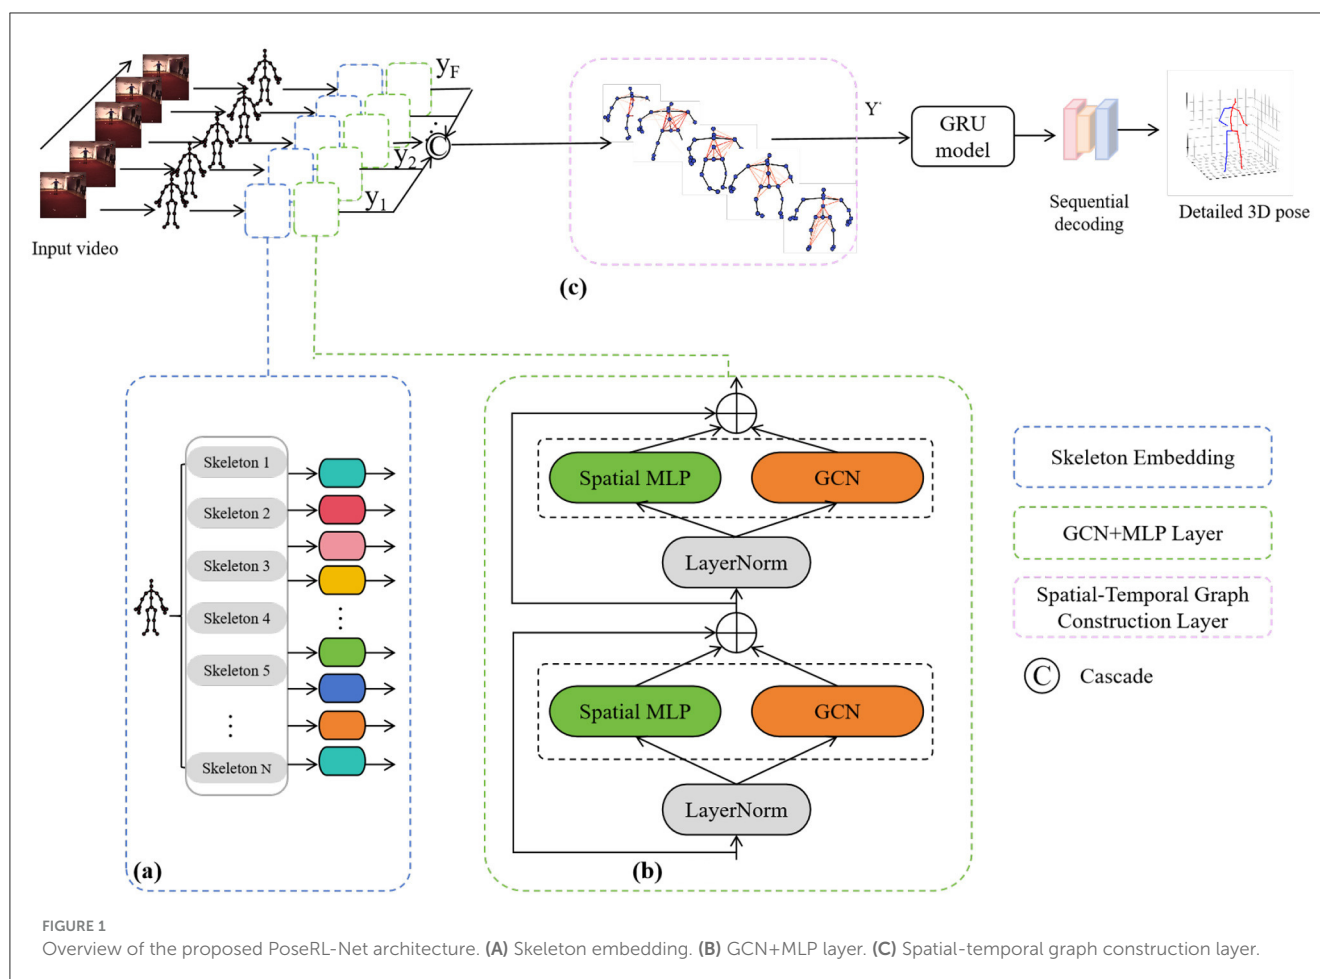 y_F
y_2
y_1
C
Y'
GRU
model
Input video
Sequential
decoding
Detailed 3D pose
(c)
Skeleton 1
Skeleton 2
Skeleton 3
Skeleton 4
Skeleton 5
Skeleton N
(a)
Spatial MLP
GCN
LayerNorm
Spatial MLP
GCN
LayerNorm
(b)
Skeleton Embedding
GCN+MLP Layer
Spatial-Temporal Graph
Construction Layer
C Cascade
FIGURE 1
Overview of the proposed PoseRL-Net architecture. (A) Skeleton embedding. (B) GCN+MLP layer. (C) Spatial-temporal graph construction layer.